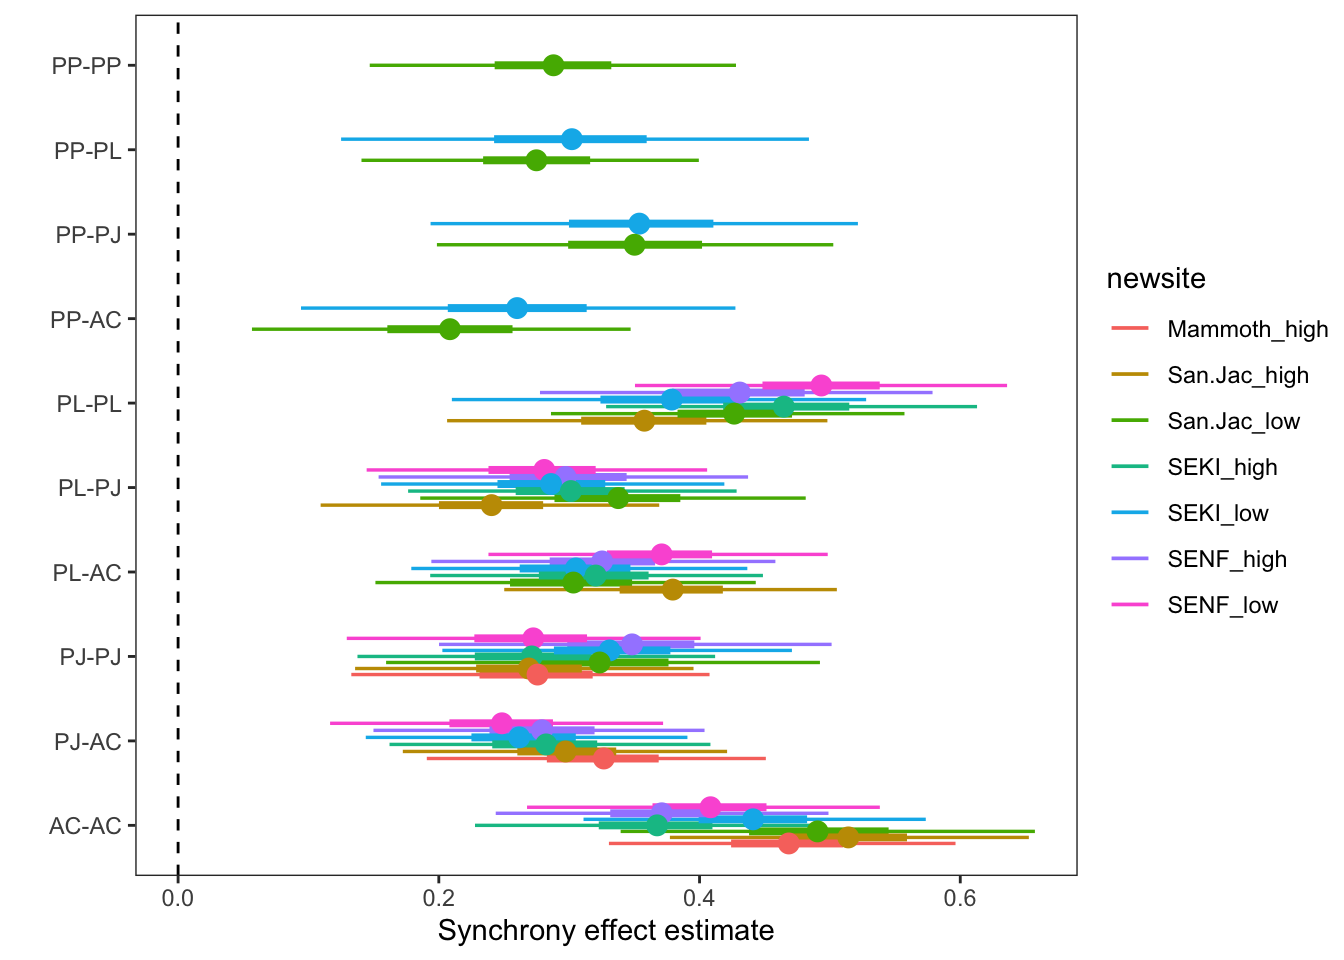 PP-PP
PP-PL
PP-PJ
PP-AC
PL-PL
PL-PJ
PL-AC
PJ-PJ
PJ-AC
AC-AC
0.0 0.2 0.4 0.6
Synchrony effect estimate
newsite
Mammoth_high
San.Jac_high
San.Jac_low
SEKI_high
SEKI_low
SENF_high
SENF_low